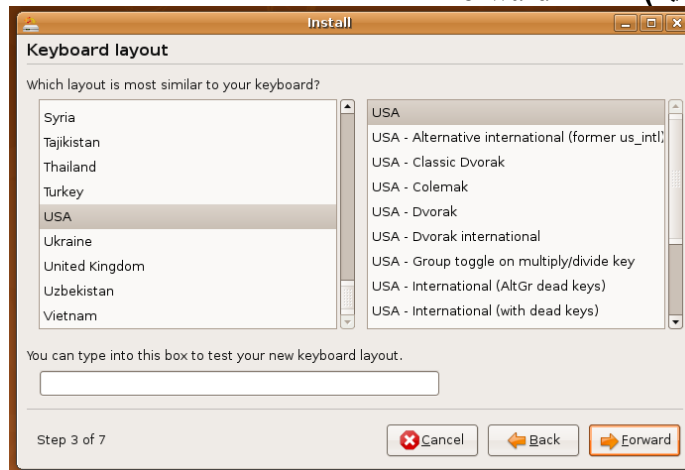 Install
Keyboard layout
Which layout is most similar to your keyboard?
Syria
Tajikistan
Thailand
Turkey
USA
Ukraine
United Kingdom
Uzbekistan
Vietnam
USA
USA - Alternative international (former us_intl)
USA - Classic Dvorak
USA - Colemak
USA - Dvorak
USA - Dvorak international
USA - Group toggle on multiply/divide key
USA - International (AltGr dead keys)
USA - International (with dead keys)
You can type into this box to test your new keyboard layout.
Step 3 of 7
Cancel
Back
Forward